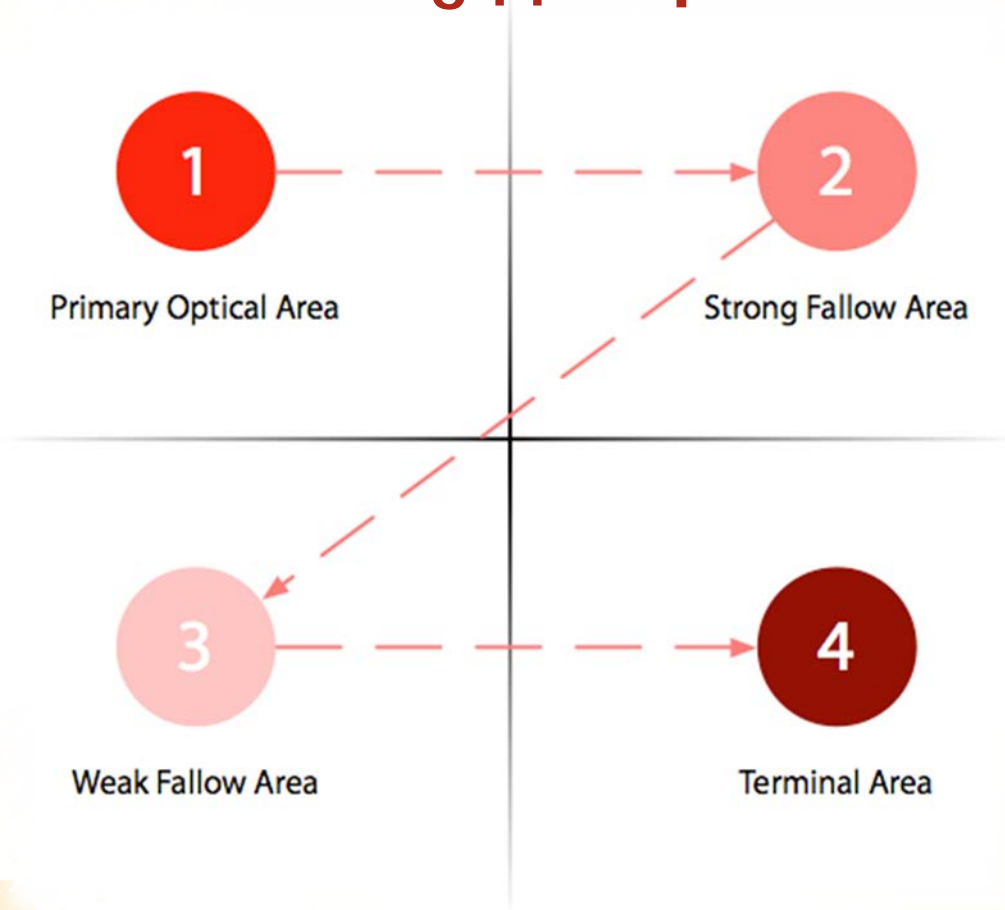 1
2
Primary Optical Area
Strong Fallow Area
3
4
Weak Fallow Area
Terminal Area